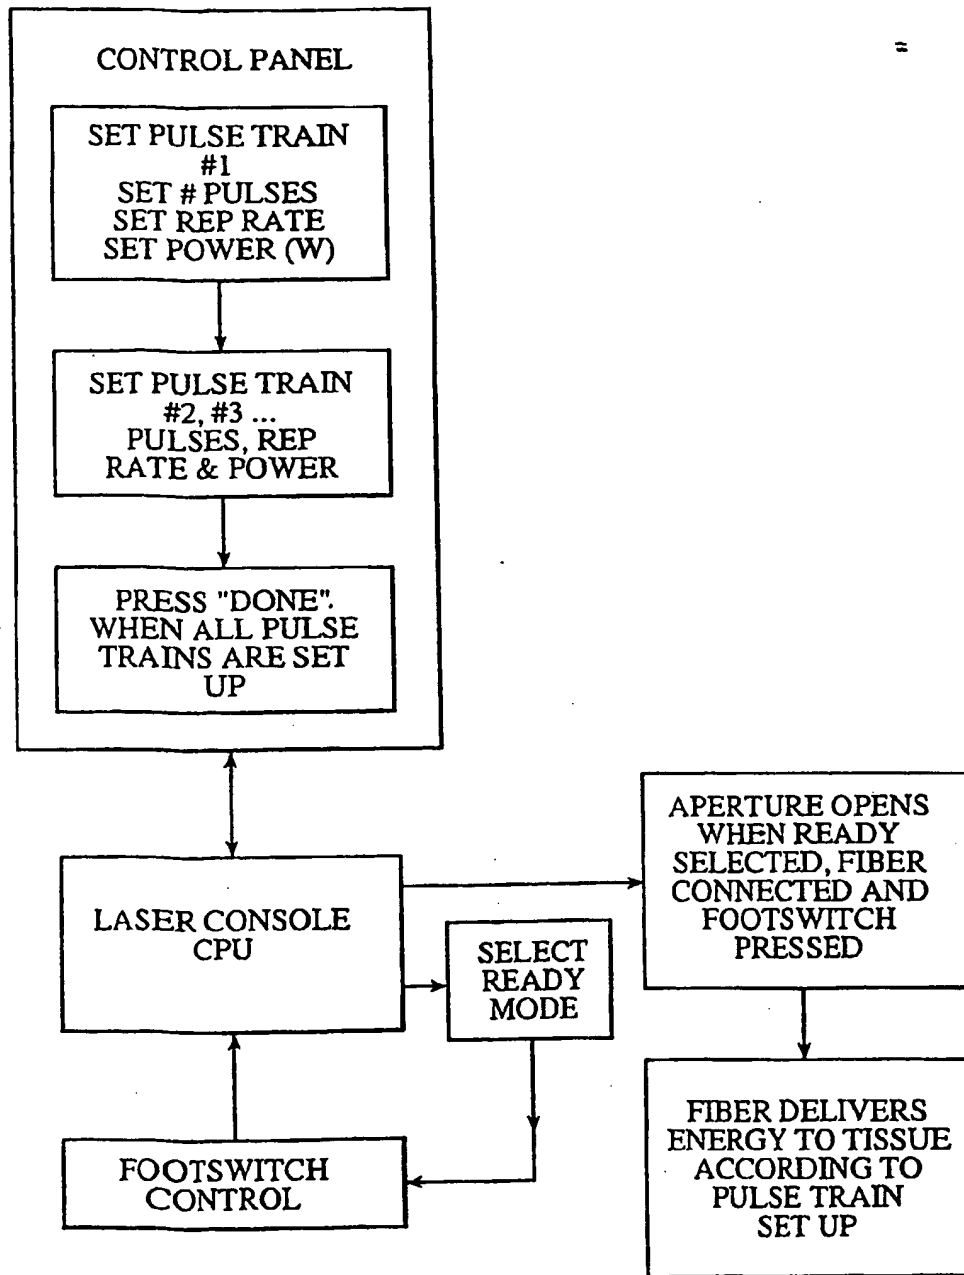 CONTROL PANEL
SET PULSE TRAIN
#1
SET # PULSES
SET REP RATE
SET POWER (W)
SET PULSE TRAIN
#2, #3 ...
PULSES, REP
RATE & POWER
PRESS "DONE".
WHEN ALL PULSE
TRAINS ARE SET
UP
LASER CONSOLE
CPU
SELECT
READY
MODE
FOOTSWITCH
CONTROL
APERTURE OPENS
WHEN READY
SELECTED, FIBER
CONNECTED AND
FOOTSWITCH
PRESSED
FIBER DELIVERS
ENERGY TO TISSUE
ACCORDING TO
PULSE TRAIN
SET UP